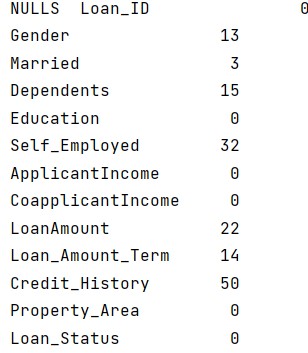 NULLS  Loan_ID                  0
Gender               13
Married               3
Dependents           15
Education             0
Self_Employed        32
ApplicantIncome       0
CoapplicantIncome     0
LoanAmount           22
Loan_Amount_Term     14
Credit_History       50
Property_Area         0
Loan_Status           0